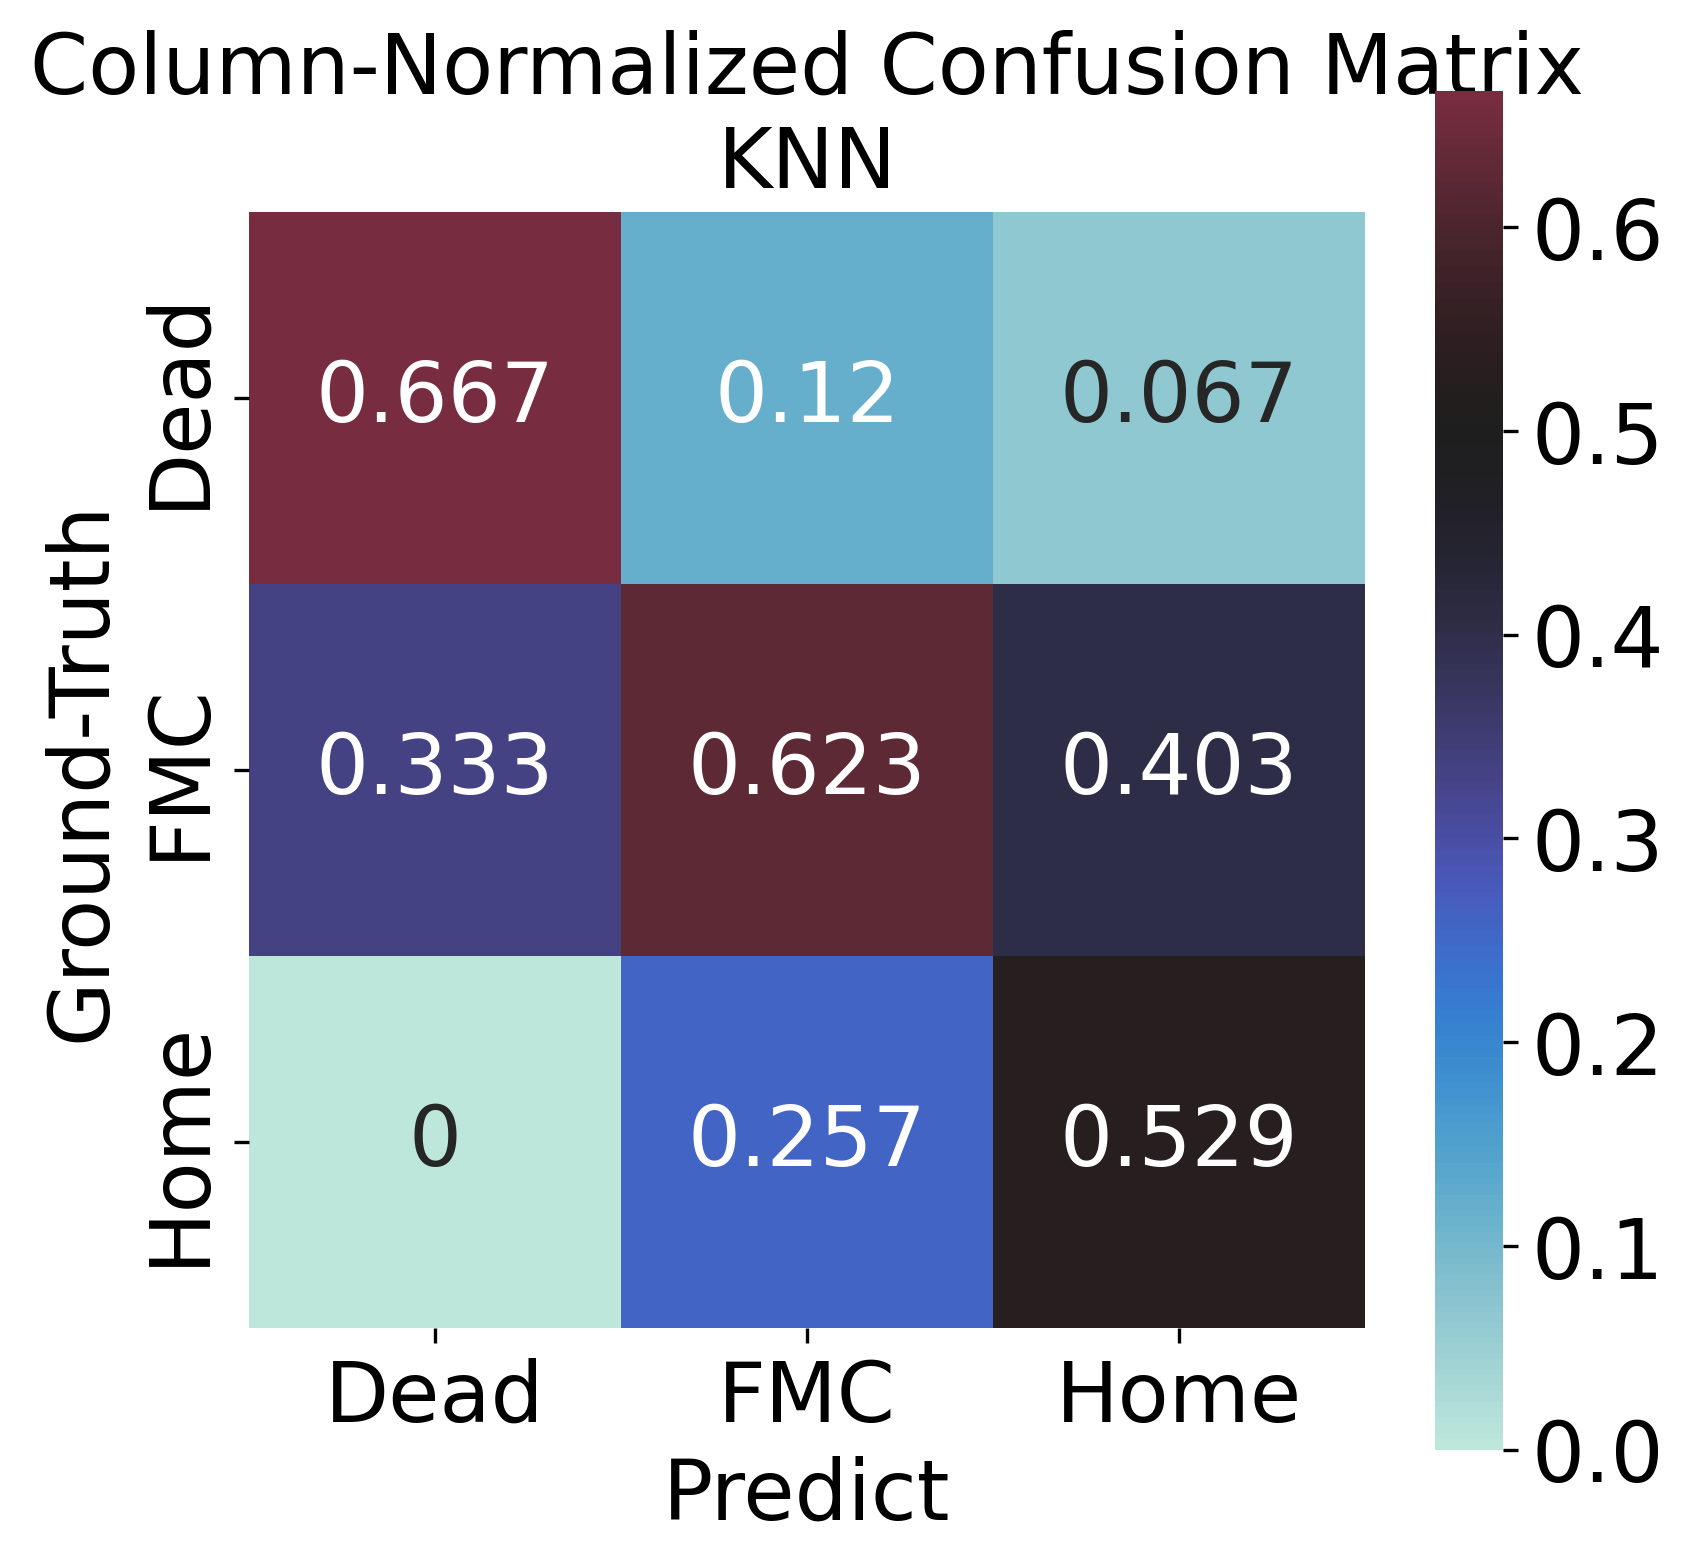 Column-Normalized Confusion Matrix
KNN
Ground-Truth
Dead
0.667 0.12 0.067
FMC
0.333 0.623 0.403
Home
0 0.257 0.529
Dead FMC Home
Predict
0.6
0.5
0.4
0.3
0.2
0.1
0.0